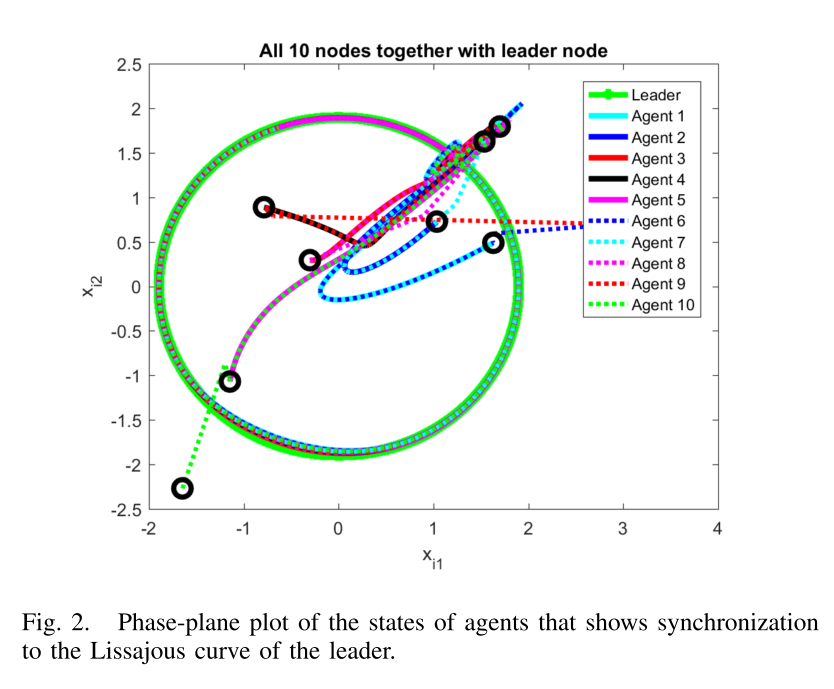 All 10 nodes together with leader node
2.5
2
1.5
1
0.5
0
-0.5
-1
-1.5
-2
-2.5
x_i2
Leader
Agent 1
Agent 2
Agent 3
Agent 4
Agent 5
Agent 6
Agent 7
Agent 8
Agent 9
Agent 10
-2 -1 0 1 2 3 4
x_i1
Fig. 2. Phase-plane plot of the states of agents that shows synchronization
to the Lissajous curve of the leader.